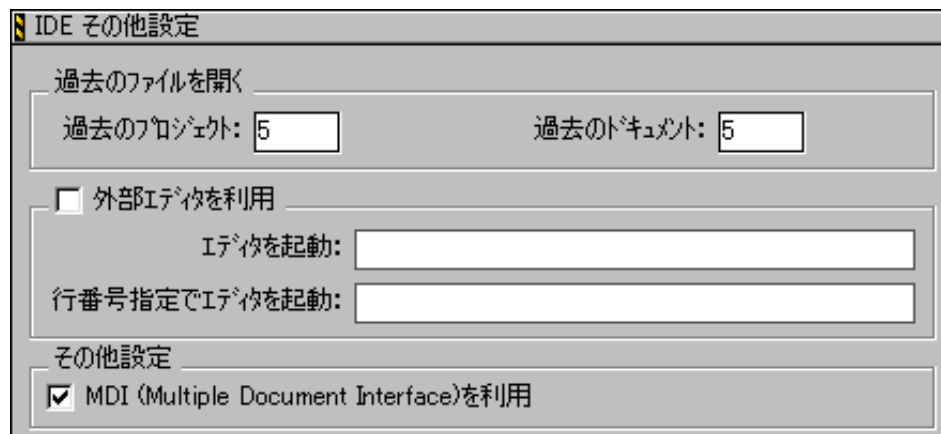 IDE その他設定
過去のファイルを開く
過去のプロジェクト: 5 過去のドキュメント: 5
外部エディタを利用
エディタを起動:
行番号指定でエディタを起動:
その他設定
MDI (Multiple Document Interface)を利用